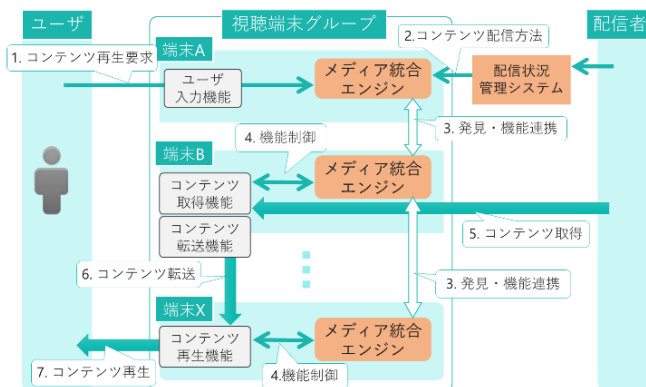 ユーザ
視聴端末グループ
配信者
端末A
2.コンテンツ配信方法
1. コンテンツ再生要求
ユーザ
入力機能
メディア統合
エンジン
配信状況
管理システム
3. 発見・機能連携
4. 機能制御
端末B
コンテンツ
取得機能
メディア統合
エンジン
コンテンツ
転送機能
5. コンテンツ取得
6. コンテンツ転送
3. 発見・機能連携
端末X
コンテンツ
再生機能
メディア統合
エンジン
7. コンテンツ再生
4.機能制御